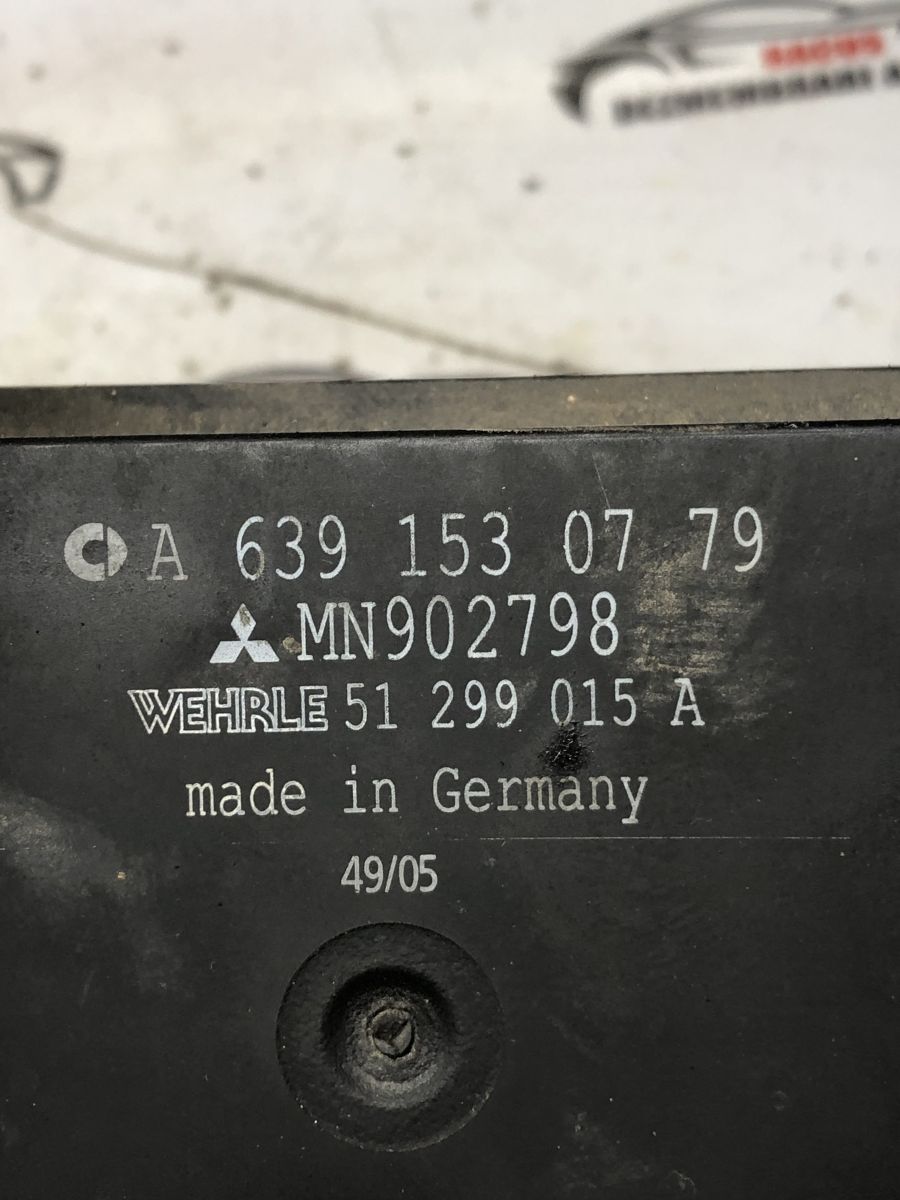 A 639 153 07 79
MN902798
WEHRLE 51 299 015 A
made in Germany
49/05